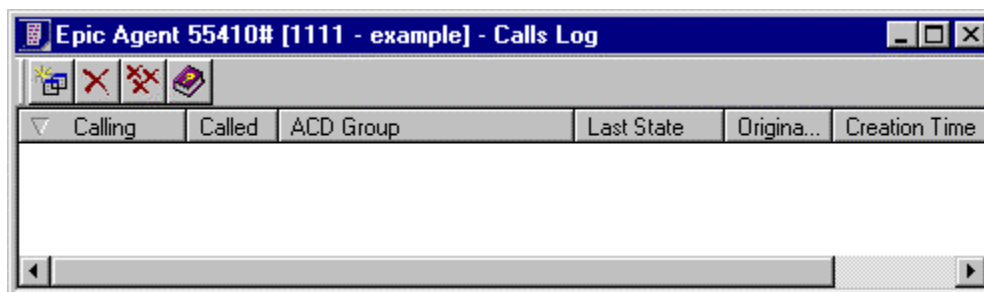 Epic Agent 55410# [1111 - example] - Calls Log
Calling Called ACD Group Last State Origina... Creation Time